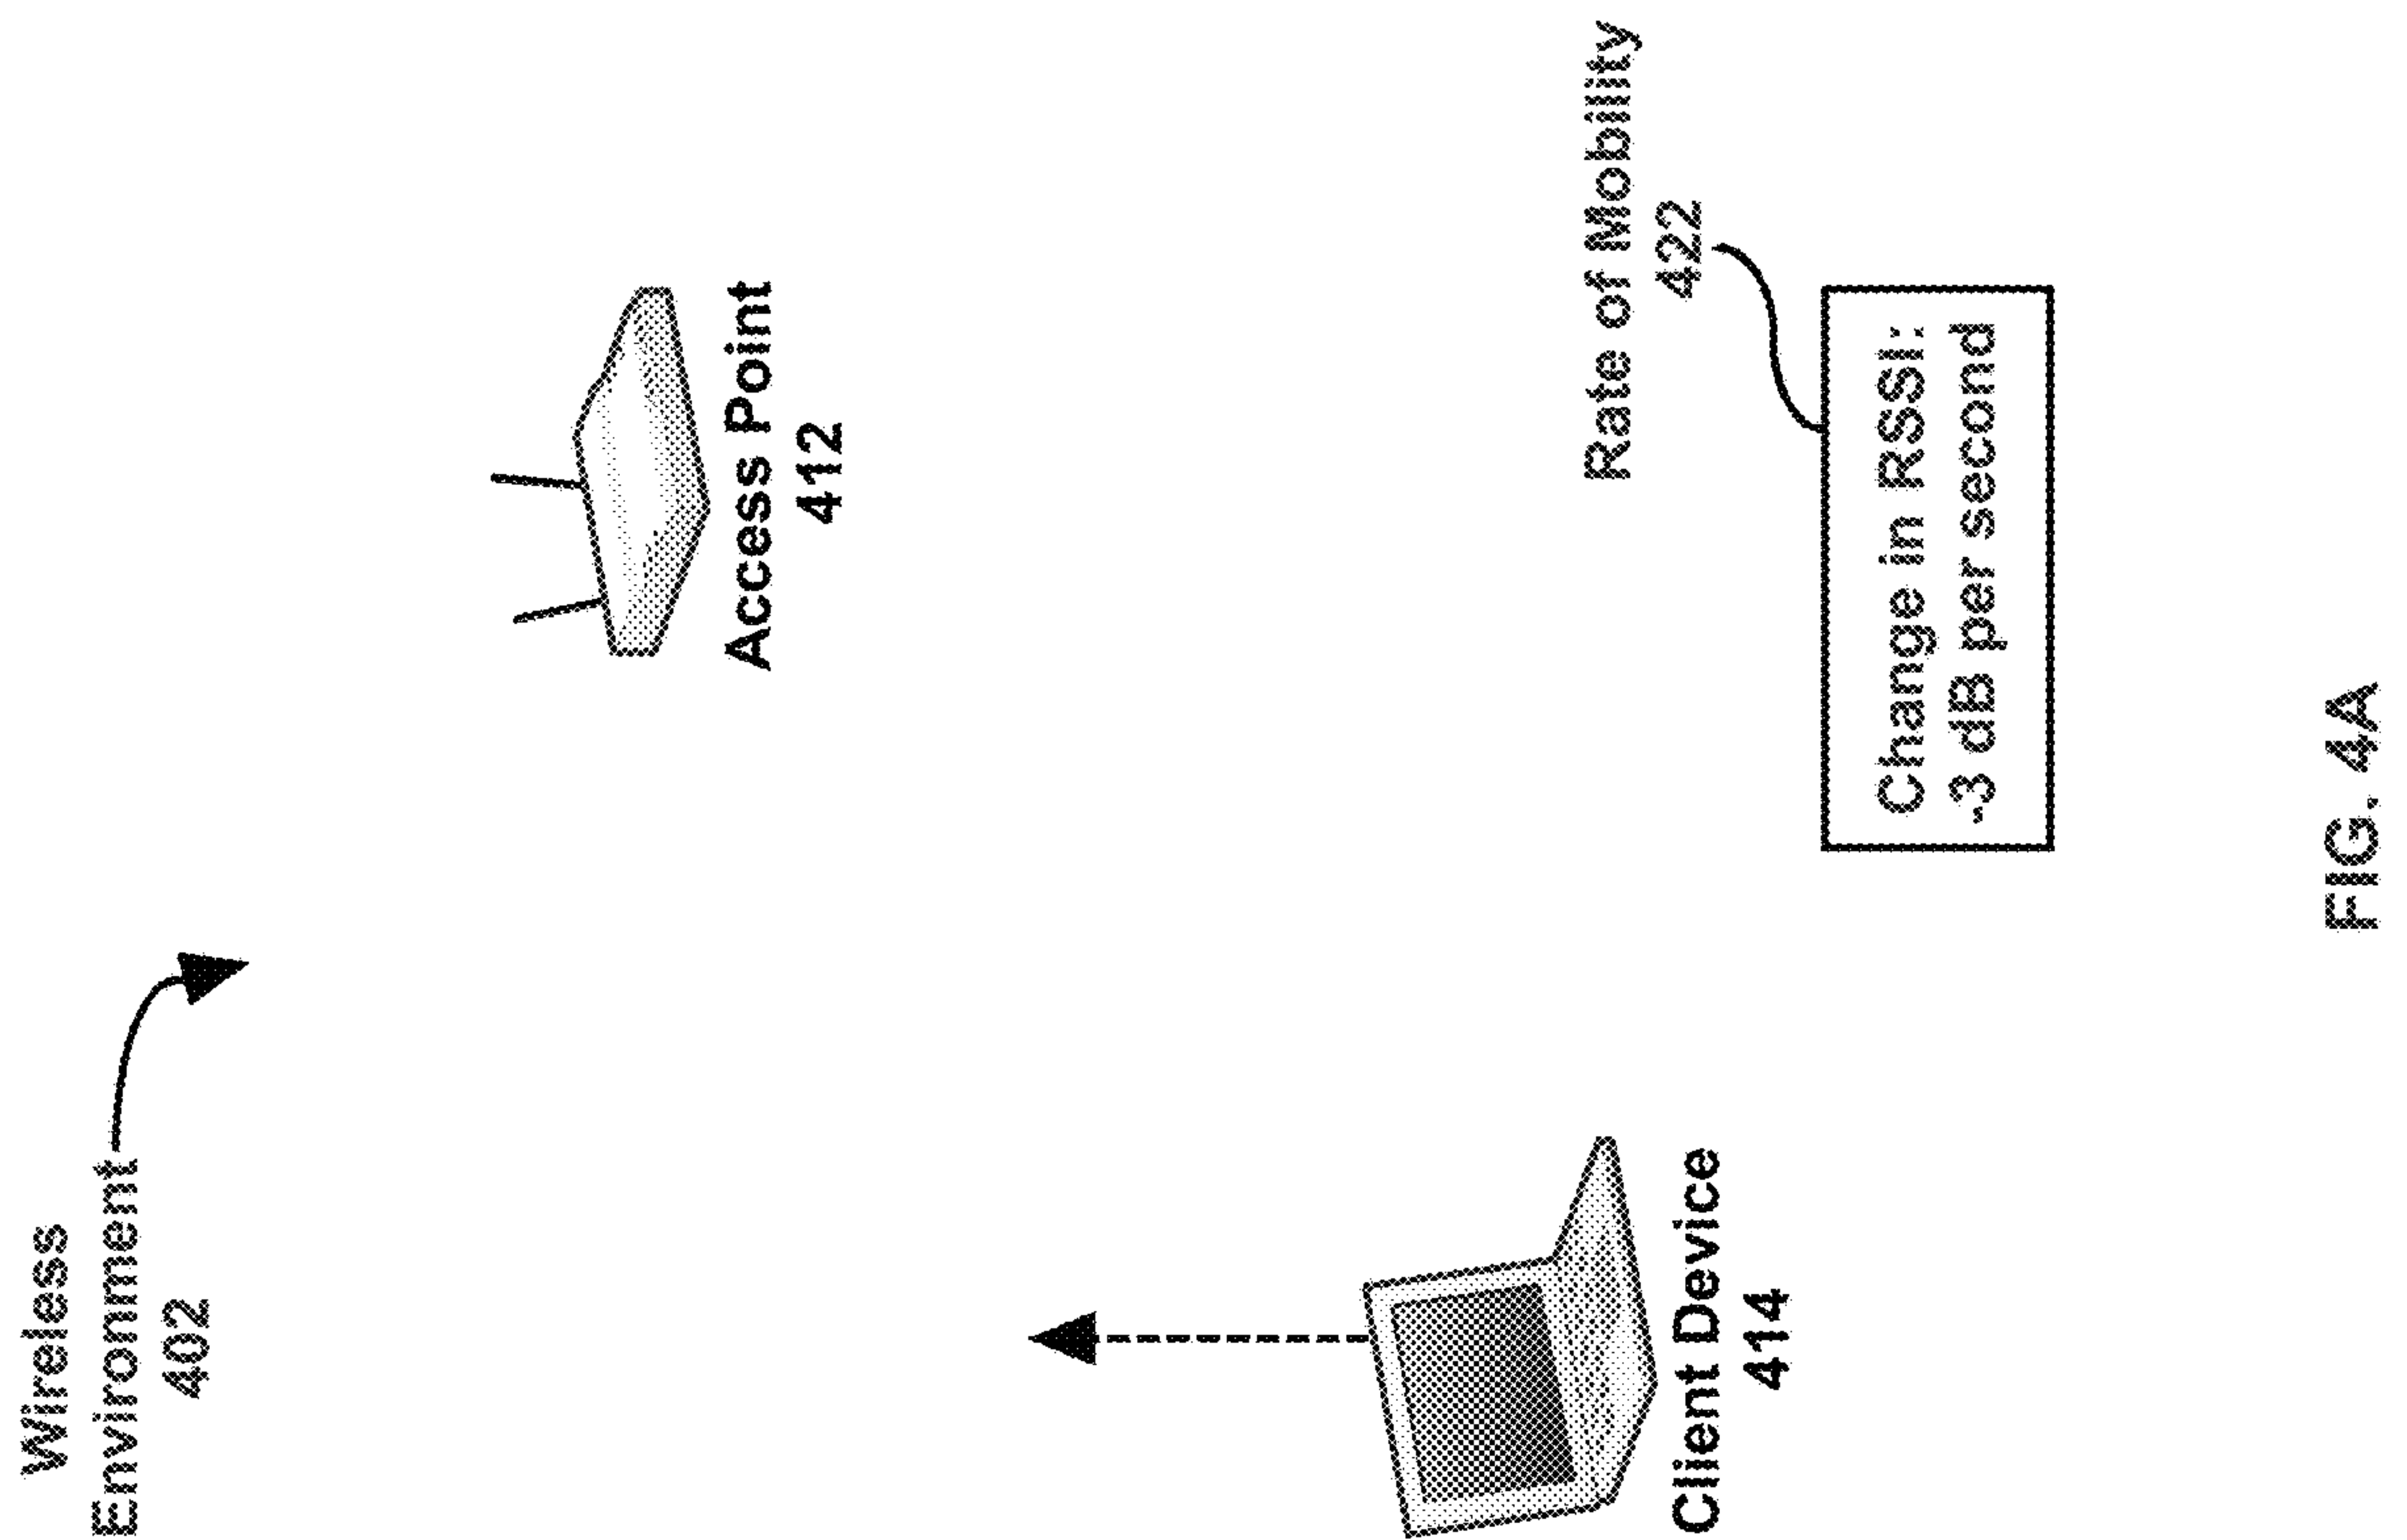 Wireless
Environment
402
Access Point
412
Client Device
414
Rate of Mobility
422
Change in RSSI:
-3 dB per second
FIG. 4A